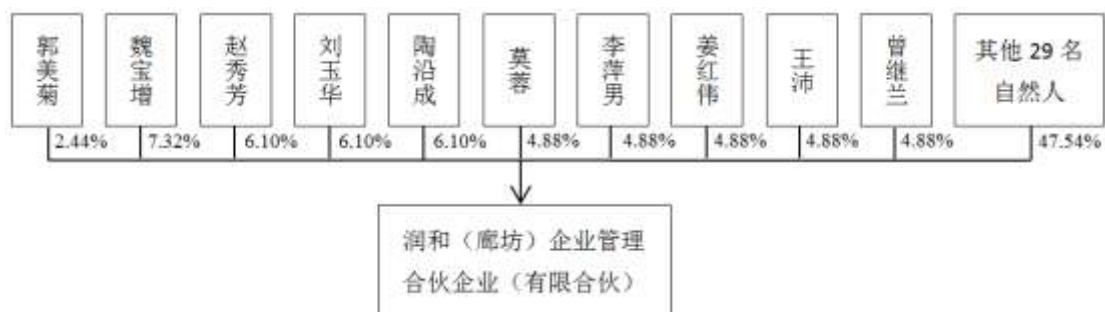 郭美菊
魏宝增
赵秀芳
刘玉华
陶沿成
莫蓉
李萍男
姜红伟
王沛
曾继兰
其他 29 名
自然人
2.44%
7.32%
6.10%
6.10%
6.10%
4.88%
4.88%
4.88%
4.88%
4.88%
47.54%
润和（廊坊）企业管理
合伙企业（有限合伙）